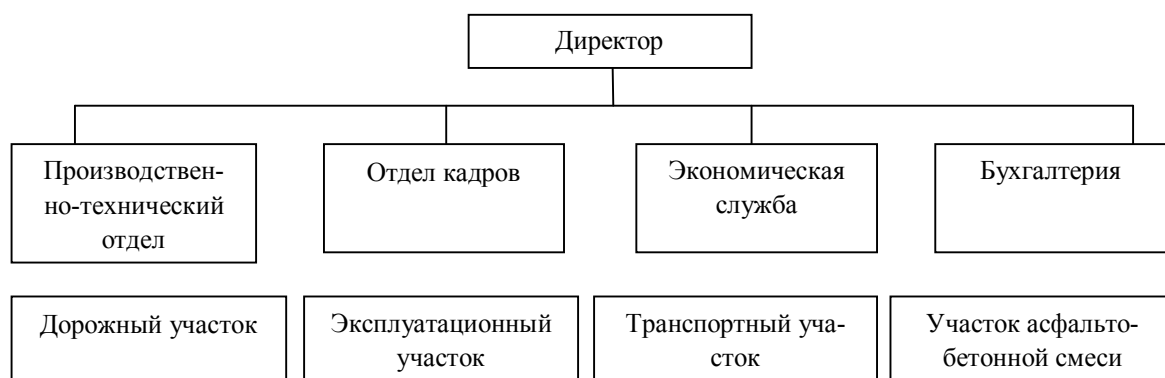 Директор
Производствен-
но-технический
отдел
Отдел кадров
Экономическая
служба
Бухгалтерия
Дорожный участок
Эксплуатационный
участок
Транспортный уча-
сток
Участок асфальто-
бетонной смеси